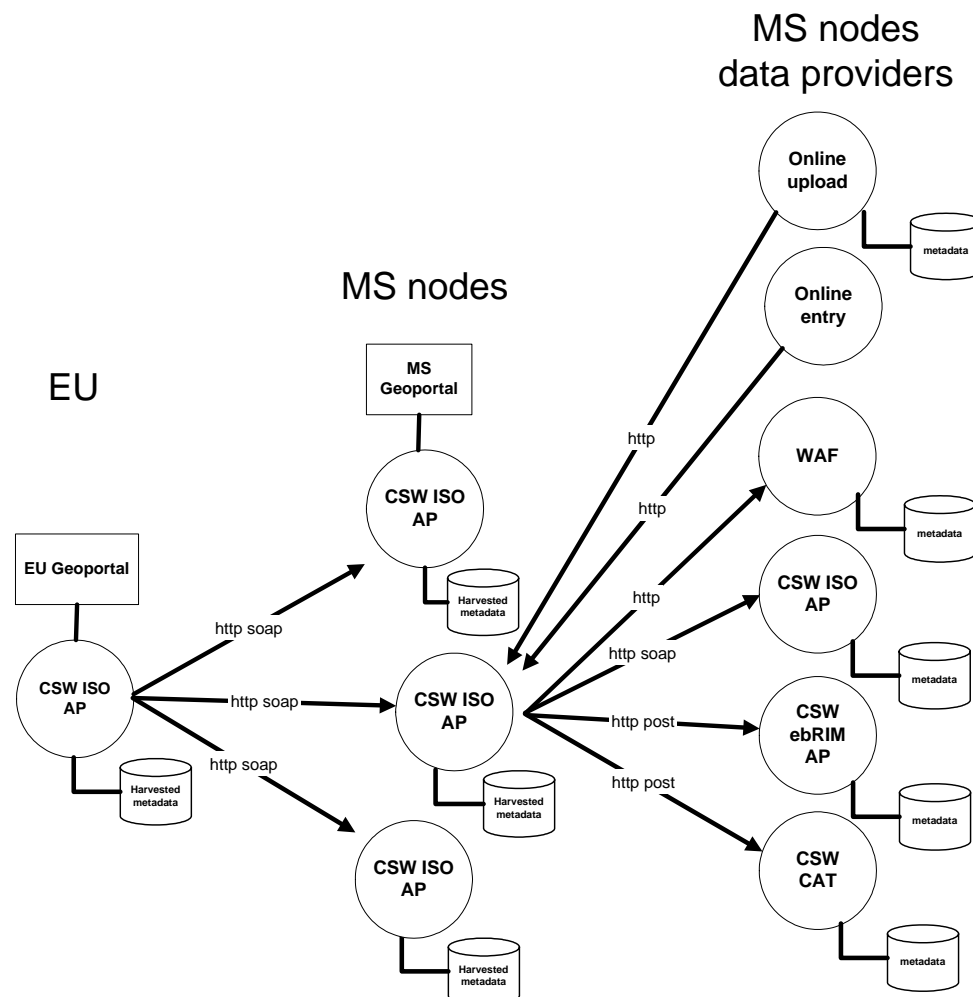 MS nodes
data providers
Online
upload
metadata
MS nodes
Online
entry
EU
MS
Geoportal
http
WAF
CSW ISO
AP
http
metadata
EU Geoportal
CSW ISO
AP
Harvested
metadata
http
http soap
http soap
metadata
CSW ISO
AP
http soap
CSW ISO
AP
http post
CSW
ebRIM
AP
http soap
http post
Harvested
metadata
Harvested
metadata
metadata
CSW ISO
AP
CSW
CAT
Harvested
metadata
metadata